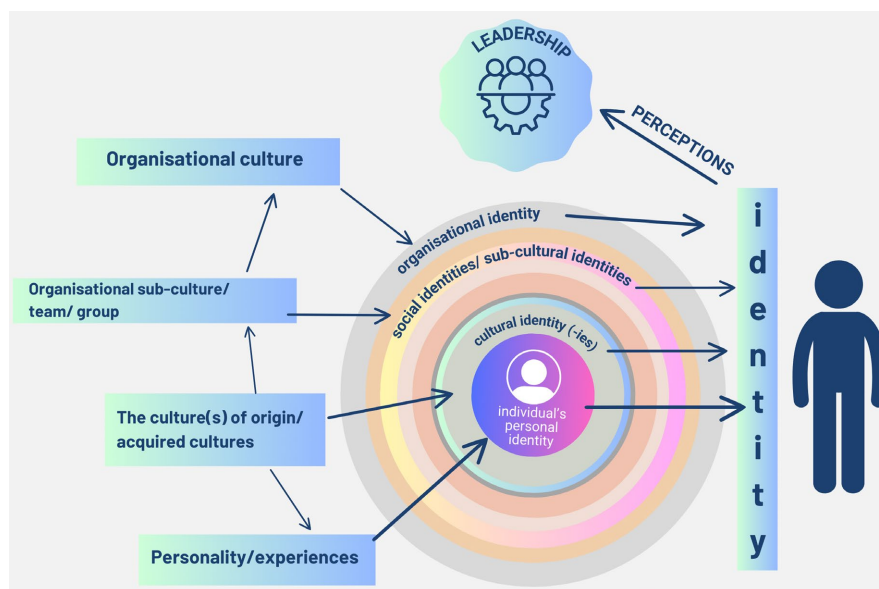 LEADERSHIP
PERCEPTIONS
Organisational culture
Organisational sub-culture/
team/ group
The culture(s) of origin/
acquired cultures
Personality/experiences
organisational identity
social identities/ sub-cultural identities
cultural identity (-ies)
individual's
personal
identity
identity